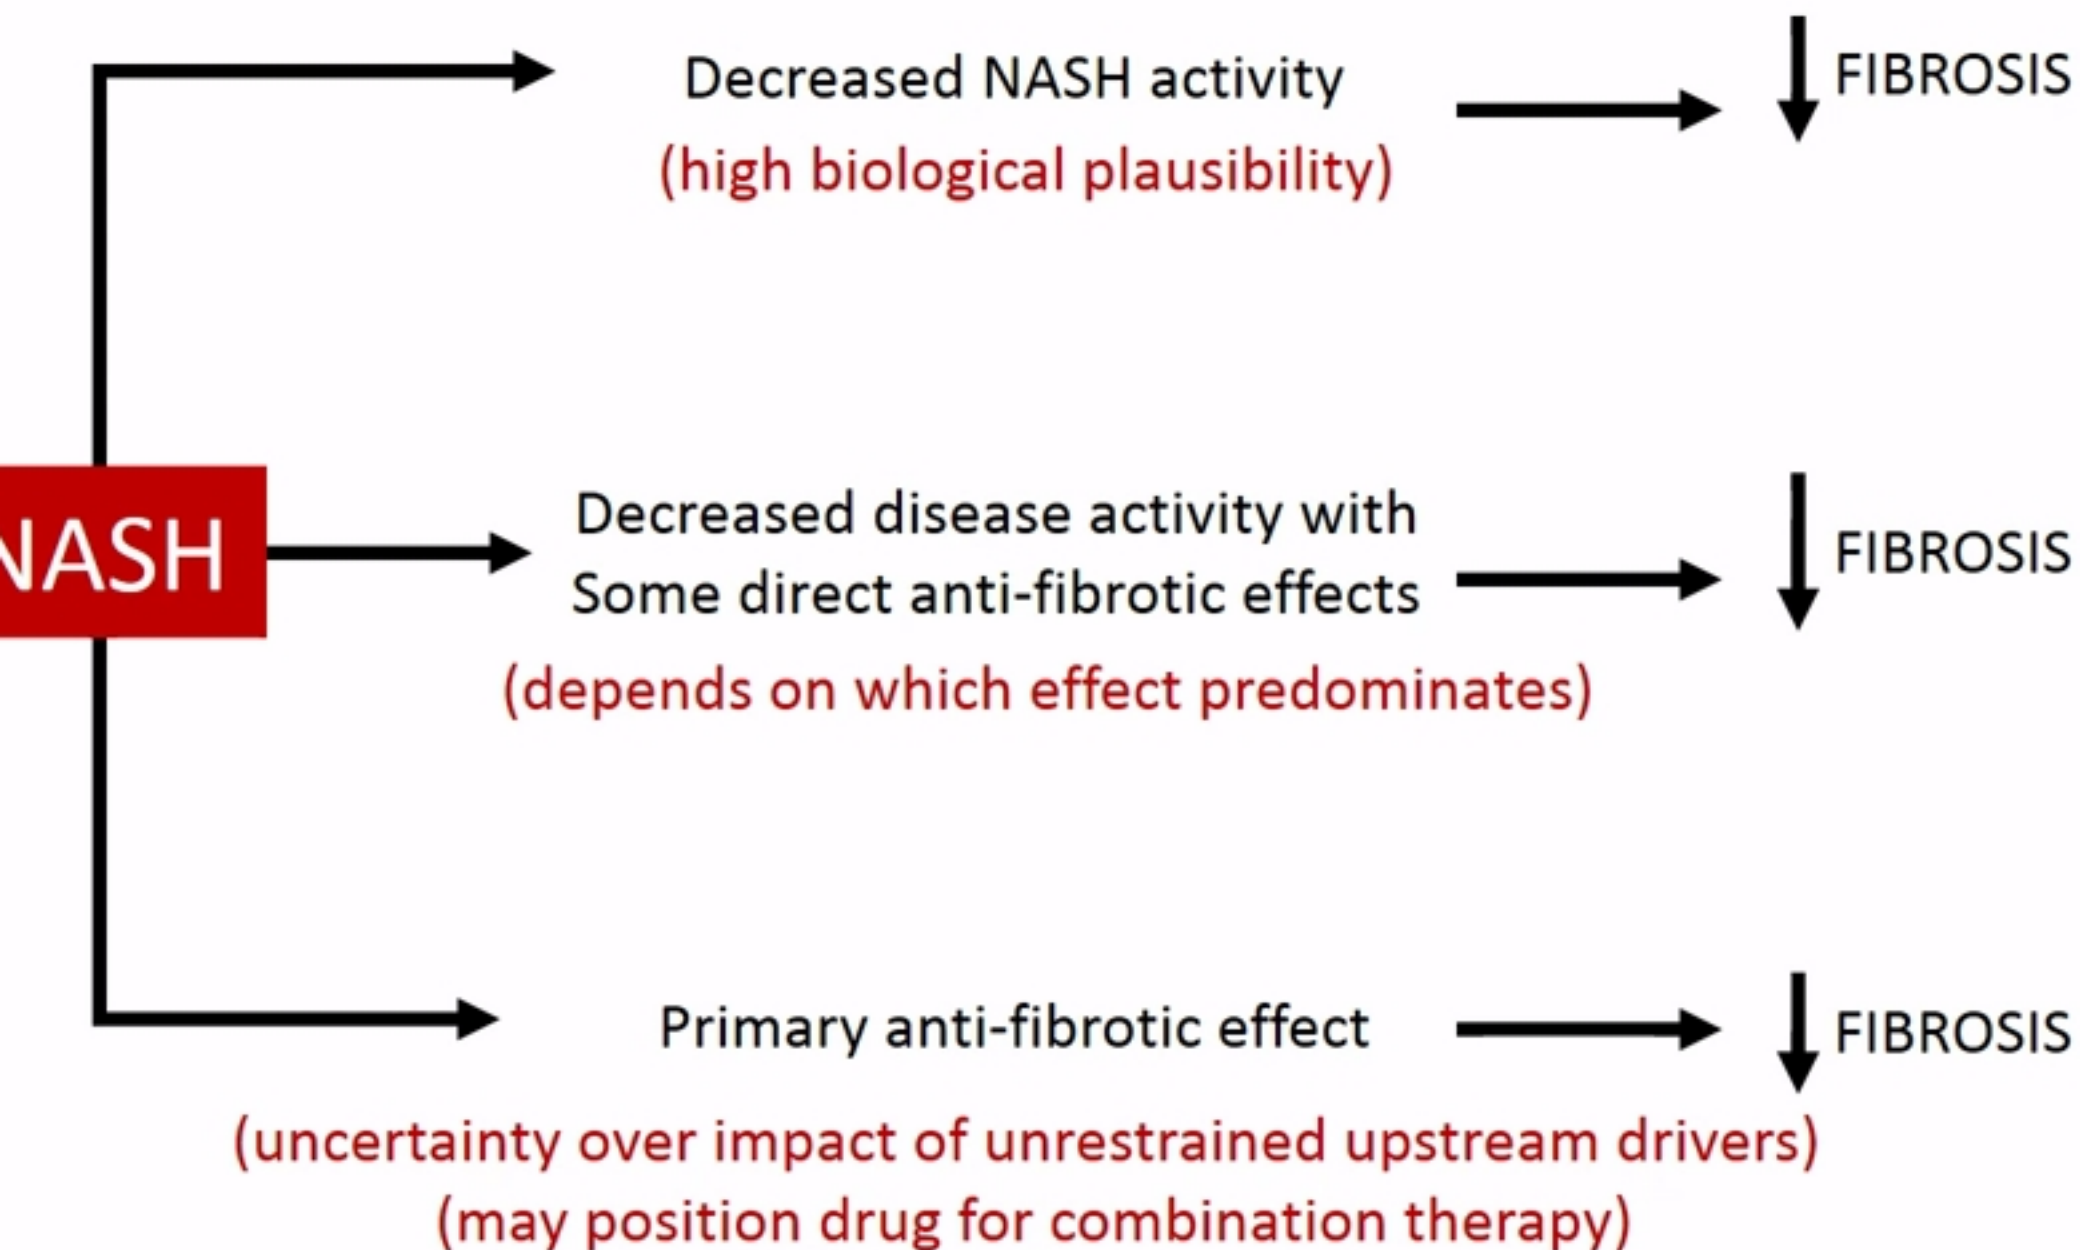 Decreased NASH activity
FIBROSIS
(high biological plausibility)
NASH
Decreased disease activity with
Some direct anti-fibrotic effects
FIBROSIS
(depends on which effect predominates)
Primary anti-fibrotic effect
FIBROSIS
(uncertainty over impact of unrestrained upstream drivers)
(may position drug for combination therapy)